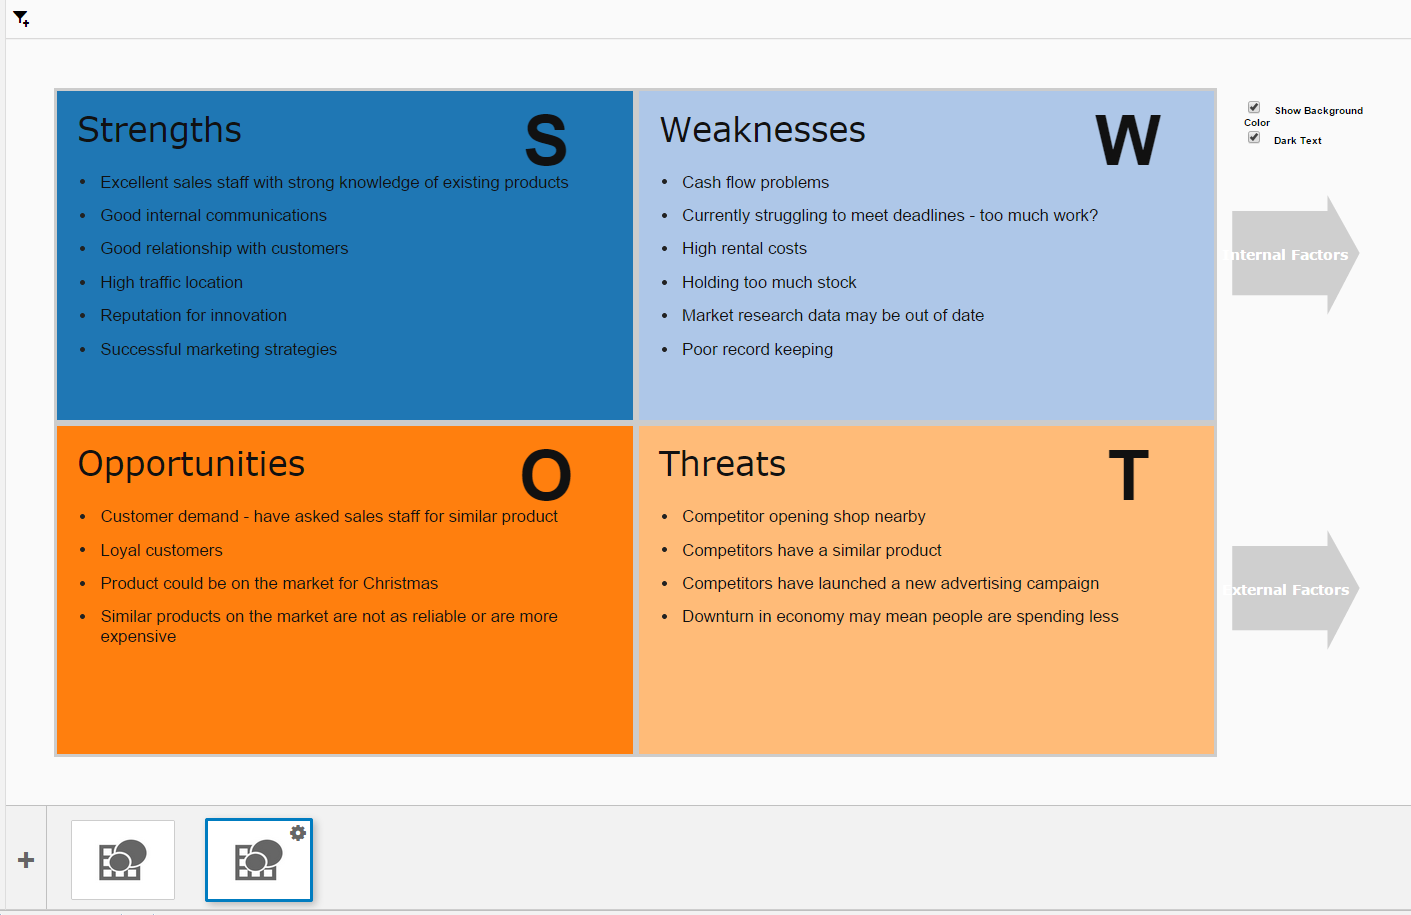 Strengths
S
• Excellent sales staff with strong knowledge of existing products
• Good internal communications
• Good relationship with customers
• High traffic location
• Reputation for innovation
• Successful marketing strategies
Weaknesses
W
• Cash flow problems
• Currently struggling to meet deadlines - too much work?
• High rental costs
• Holding too much stock
• Market research data may be out of date
• Poor record keeping
Show Background
Color
Dark Text
Internal Factors
Opportunities
O
• Customer demand - have asked sales staff for similar product
• Loyal customers
• Product could be on the market for Christmas
• Similar products on the market are not as reliable or are more
expensive
Threats
T
• Competitor opening shop nearby
• Competitors have a similar product
• Competitors have launched a new advertising campaign
• Downturn in economy may mean people are spending less
External Factors